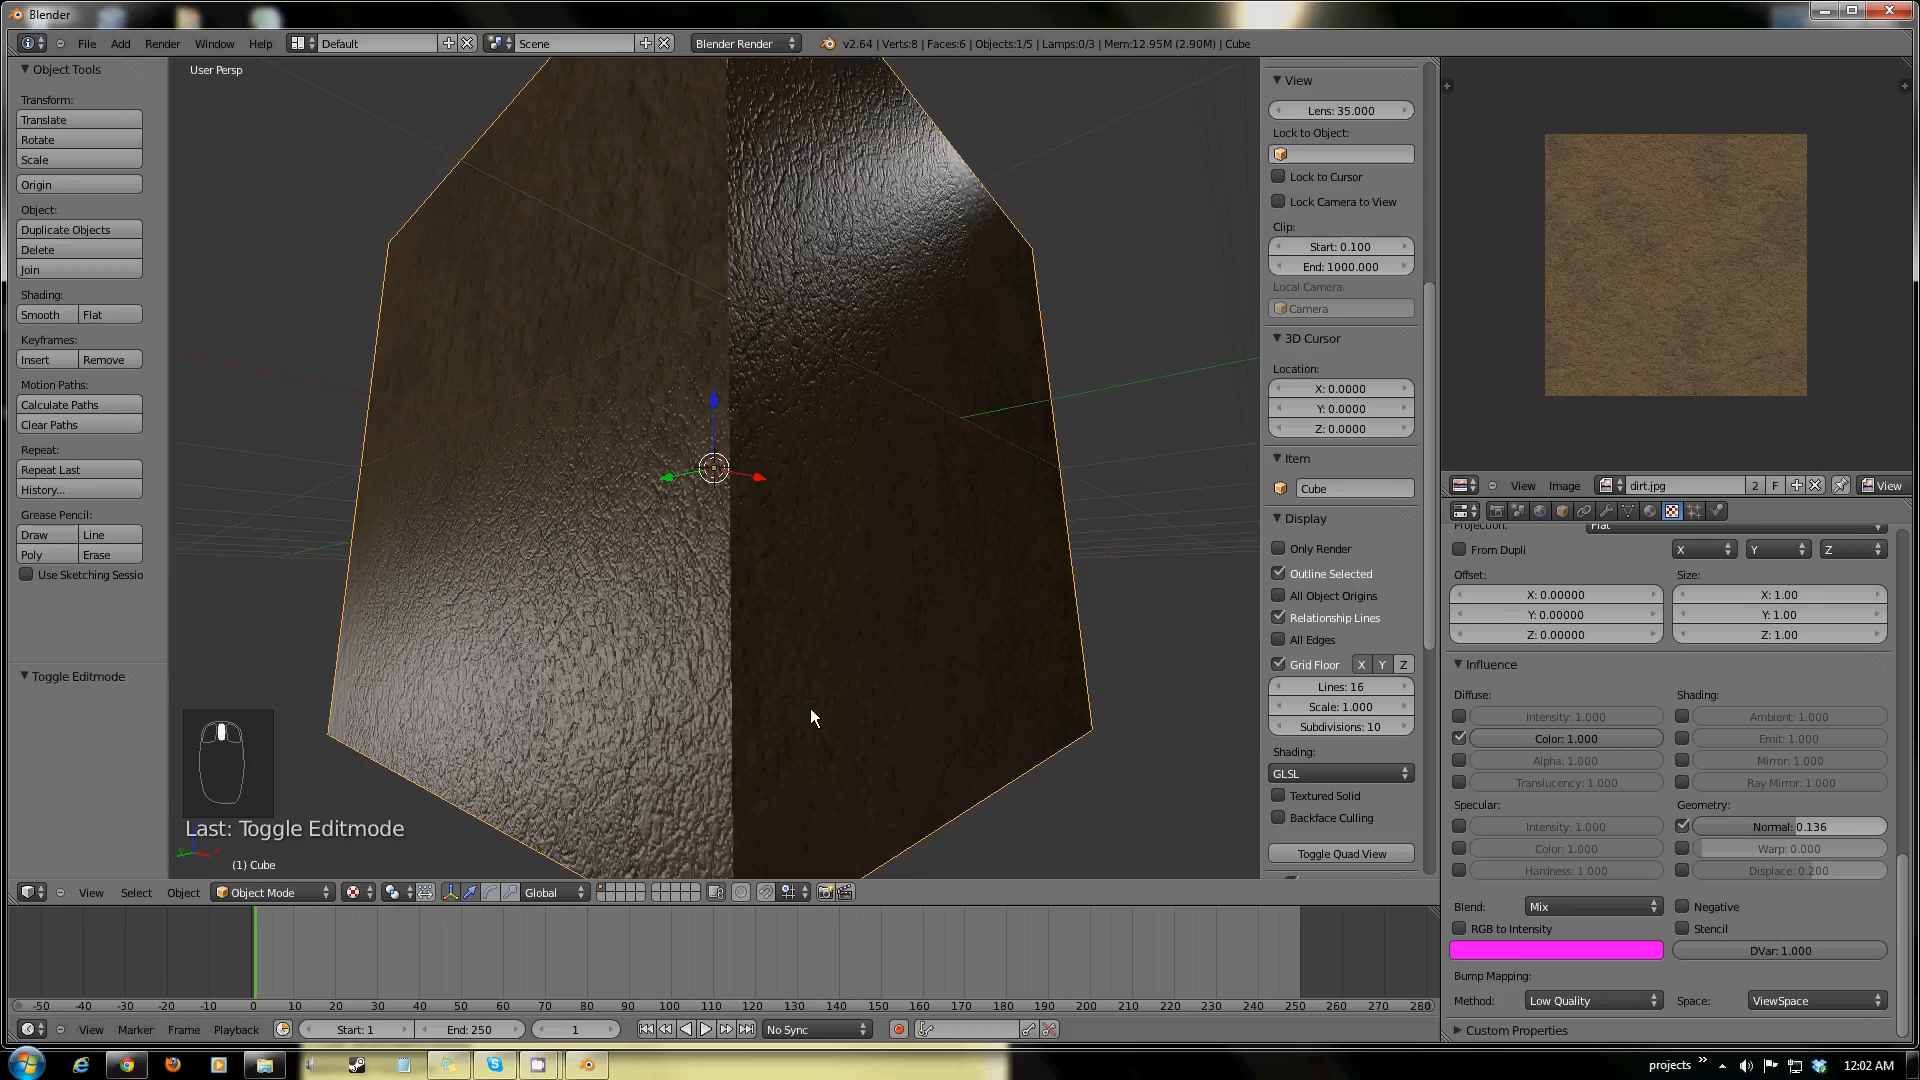 Blender
File Add Render Window Help Default Scene Blender Render v2.64 | Verts:8 | Faces:6 | Objects:1/5 | Lamps:0/3 | Mem:12.95M (2.90M) | Cube
Object Tools
Transform:
Translate
Rotate
Scale
Origin
Object:
Duplicate Objects
Delete
Join
Shading:
Smooth Flat
Keyframes:
Insert Remove
Motion Paths:
Calculate Paths
Clear Paths
Repeat:
Repeat Last
History...
Grease Pencil:
Draw Line
Poly Erase
Use Sketching Sessio
Toggle Editmode
User Persp
Last: Toggle Editmode
(1) Cube
View
Lens: 35.000
Lock to Object:
Lock to Cursor
Lock Camera to View
Clip:
Start: 0.100
End: 1000.000
Local Camera:
Camera
3D Cursor
Location:
X: 0.0000
Y: 0.0000
Z: 0.0000
Item
Cube
Display
Only Render
Outline Selected
All Object Origins
Relationship Lines
All Edges
Grid Floor X Y Z
Lines: 16
Scale: 1.000
Subdivisions: 10
Shading:
GLSL
Textured Solid
Backface Culling
Toggle Quad View
View Image dirt.jpg 2 F View
Projection: Flat
From Dupli X Y Z
Offset: Size:
X: 0.00000 X: 1.00
Y: 0.00000 Y: 1.00
Z: 0.00000 Z: 1.00
Influence
Diffuse: Shading:
Intensity: 1.000 Ambient: 1.000
Color: 1.000 Emit: 1.000
Alpha: 1.000 Mirror: 1.000
Translucency: 1.000 Ray Mirror: 1.000
Specular: Geometry:
Intensity: 1.000 Normal: 0.136
Color: 1.000 Warp: 0.000
Hardness: 1.000 Displace: 0.200
Blend: Mix Negative
RGB to Intensity Stencil
DVar: 1.000
Bump Mapping:
Method: Low Quality Space: ViewSpace
Custom Properties
View Select Object Object Mode Global
-50 -40 -30 -20 -10 0 10 20 30 40 50 60 70 80 90 100 110 120 130 140 150 160 170 180 190 200 210 220 230 240 250 260 270 280
View Marker Frame Playback Start: 1 End: 250 1 No Sync
projects 12:02 AM